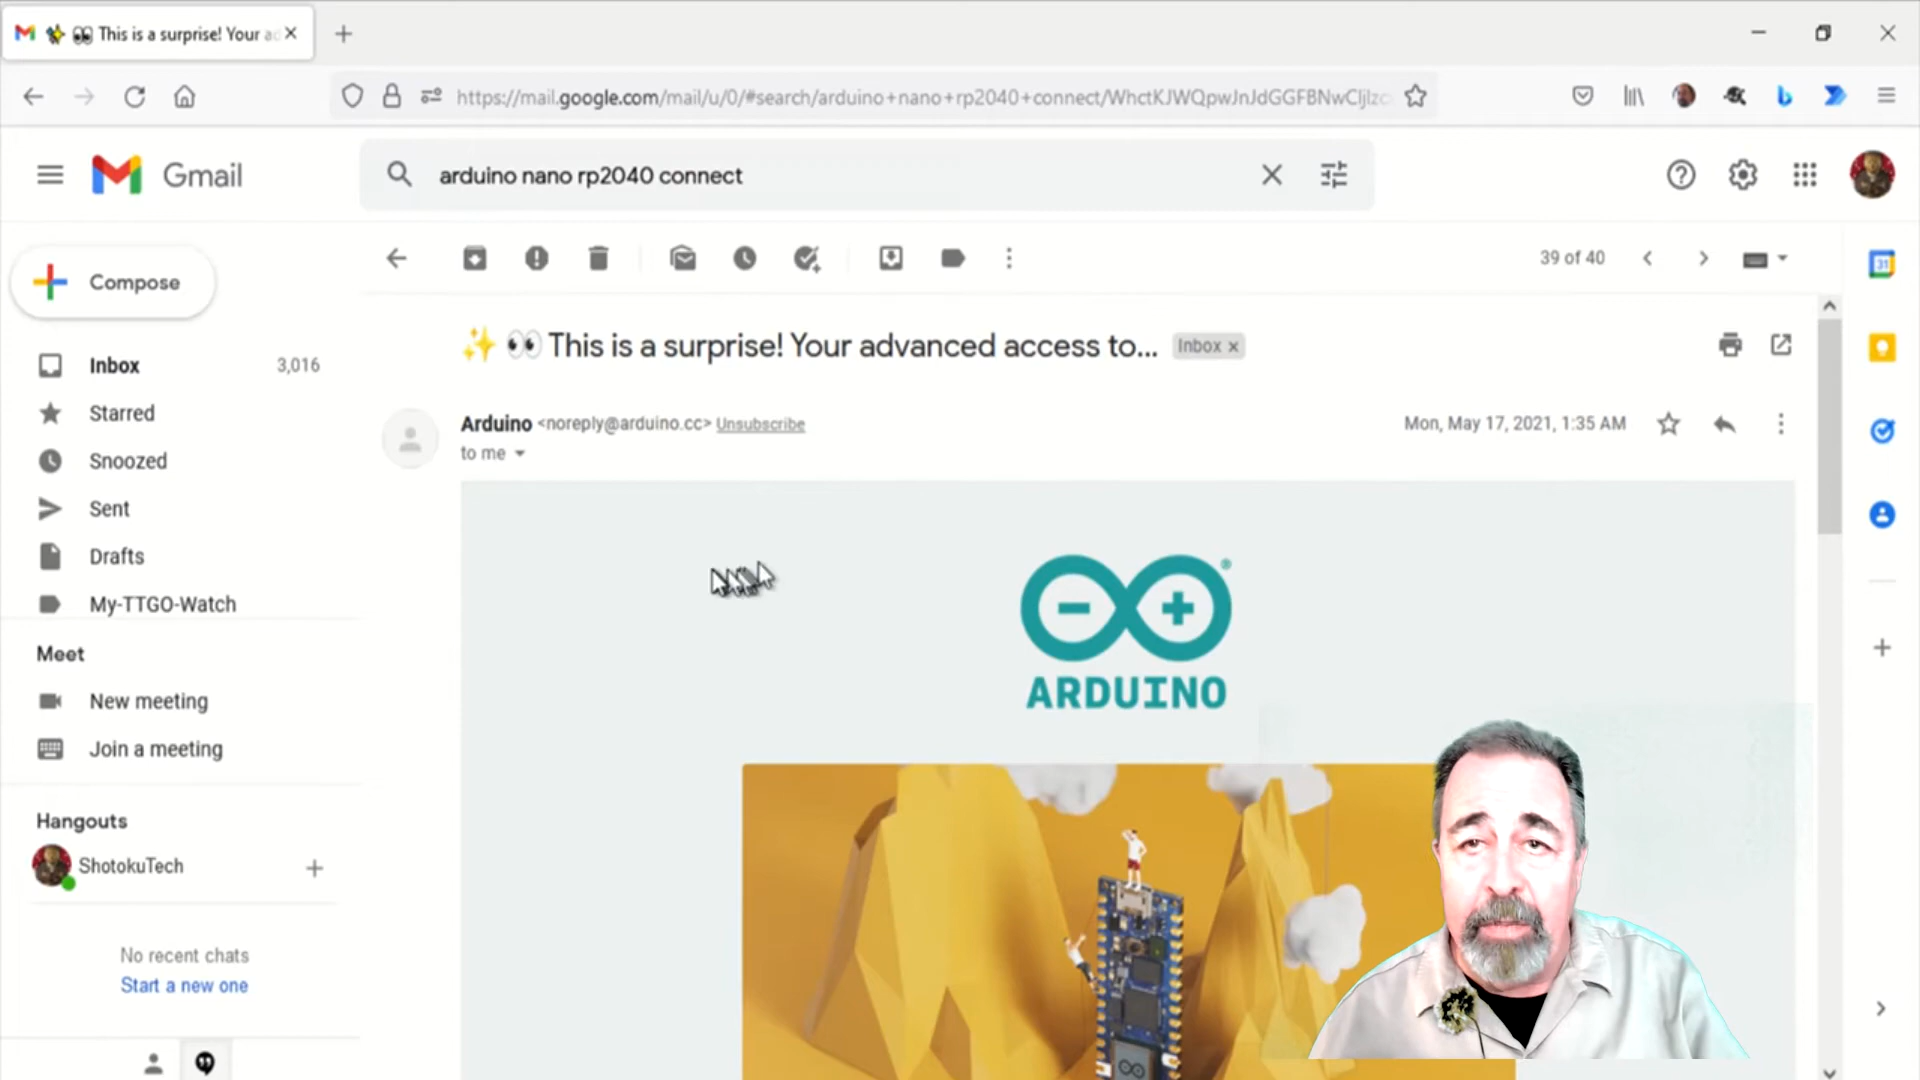 This is a surprise! Your ad
https://mail.google.com/mail/u/0/#search/arduino+nano+rp2040+connect/WhctKJWQpwJnJdGGFBNwCljlzc
Gmail
arduino nano rp2040 connect
Compose
39 of 40
31
✨ 👀 This is a surprise! Your advanced access to... Inbox x
Inbox 3,016
Starred
Arduino <noreply@arduino.cc> Unsubscribe
Mon, May 17, 2021, 1:35 AM
to me
Snoozed
Sent
Drafts
My-TTGO-Watch
ARDUINO
Meet
New meeting
Join a meeting
Hangouts
ShotokuTech
No recent chats
Start a new one